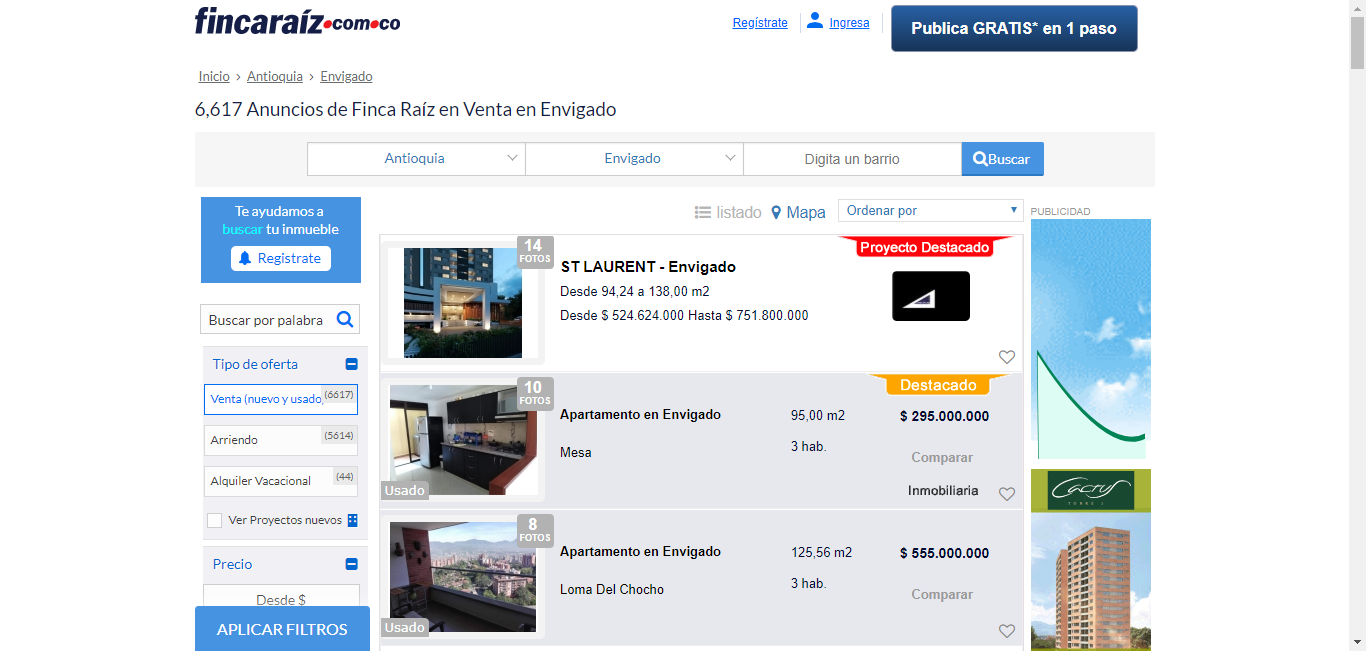 fincaraíz.com.co
Regístrate
Ingresa
Publica GRATIS* en 1 paso
Inicio › Antioquia › Envigado
6,617 Anuncios de Finca Raíz en Venta en Envigado
Antioquia
Envigado
Digita un barrio
Buscar
Te ayudamos a
buscar tu inmueble
Registrate
listado
Mapa
Ordenar por
PUBLICIDAD
Buscar por palabra
Tipo de oferta
Venta (nuevo y usado)
(6617)
Arriendo
(5614)
Alquiler Vacacional
(44)
Ver Proyectos nuevos
Precio
Desde $
APLICAR FILTROS
14
FOTOS
ST LAURENT - Envigado
Desde 94,24 a 138,00 m2
Desde $ 524.624.000 Hasta $ 751.800.000
Proyecto Destacado
10
FOTOS
Usado
Apartamento en Envigado
Mesa
95,00 m2
3 hab.
Destacado
$ 295.000.000
Comparar
Inmobiliaria
8
FOTOS
Usado
Apartamento en Envigado
Loma Del Chocho
125,56 m2
3 hab.
$ 555.000.000
Comparar
Cactus